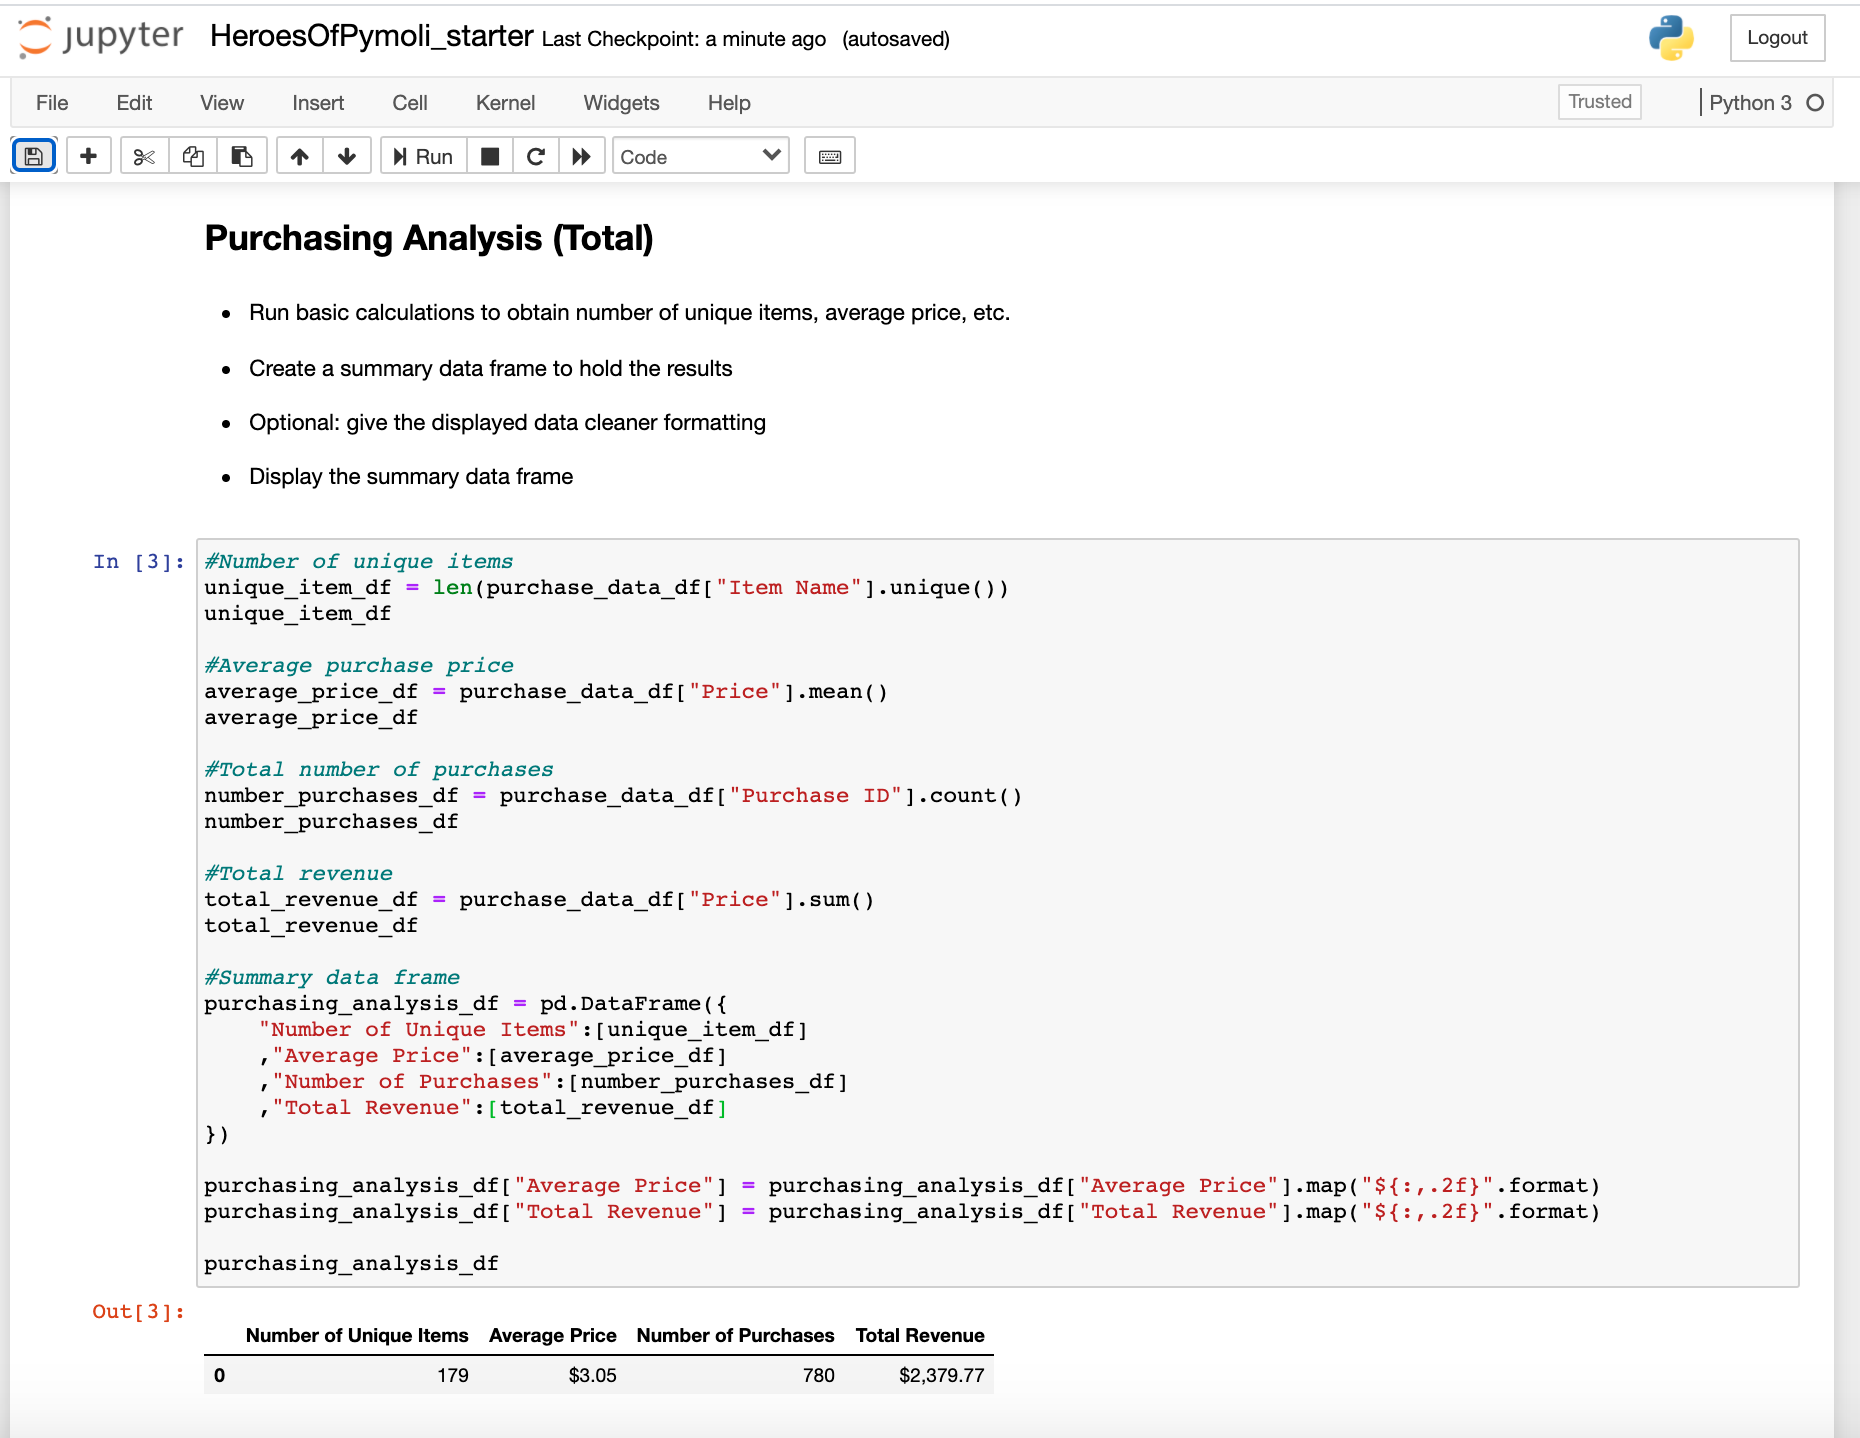 jupyter HeroesOfPymoli_starter Last Checkpoint: a minute ago (autosaved) Logout
File Edit View Insert Cell Kernel Widgets Help Trusted Python 3
Run Code
Purchasing Analysis (Total)
Run basic calculations to obtain number of unique items, average price, etc.
Create a summary data frame to hold the results
Optional: give the displayed data cleaner formatting
Display the summary data frame
In [3]: #Number of unique items
unique_item_df = len(purchase_data_df["Item Name"].unique())
unique_item_df
#Average purchase price
average_price_df = purchase_data_df["Price"].mean()
average_price_df
#Total number of purchases
number_purchases_df = purchase_data_df["Purchase ID"].count()
number_purchases_df
#Total revenue
total_revenue_df = purchase_data_df["Price"].sum()
total_revenue_df
#Summary data frame
purchasing_analysis_df = pd.DataFrame({
    "Number of Unique Items":[unique_item_df]
    ,"Average Price":[average_price_df]
    ,"Number of Purchases":[number_purchases_df]
    ,"Total Revenue":[total_revenue_df]
})
purchasing_analysis_df["Average Price"] = purchasing_analysis_df["Average Price"].map("${:,.2f}".format)
purchasing_analysis_df["Total Revenue"] = purchasing_analysis_df["Total Revenue"].map("${:,.2f}".format)
purchasing_analysis_df
Out[3]:
Number of Unique Items Average Price Number of Purchases Total Revenue
0 179 $3.05 780 $2,379.77